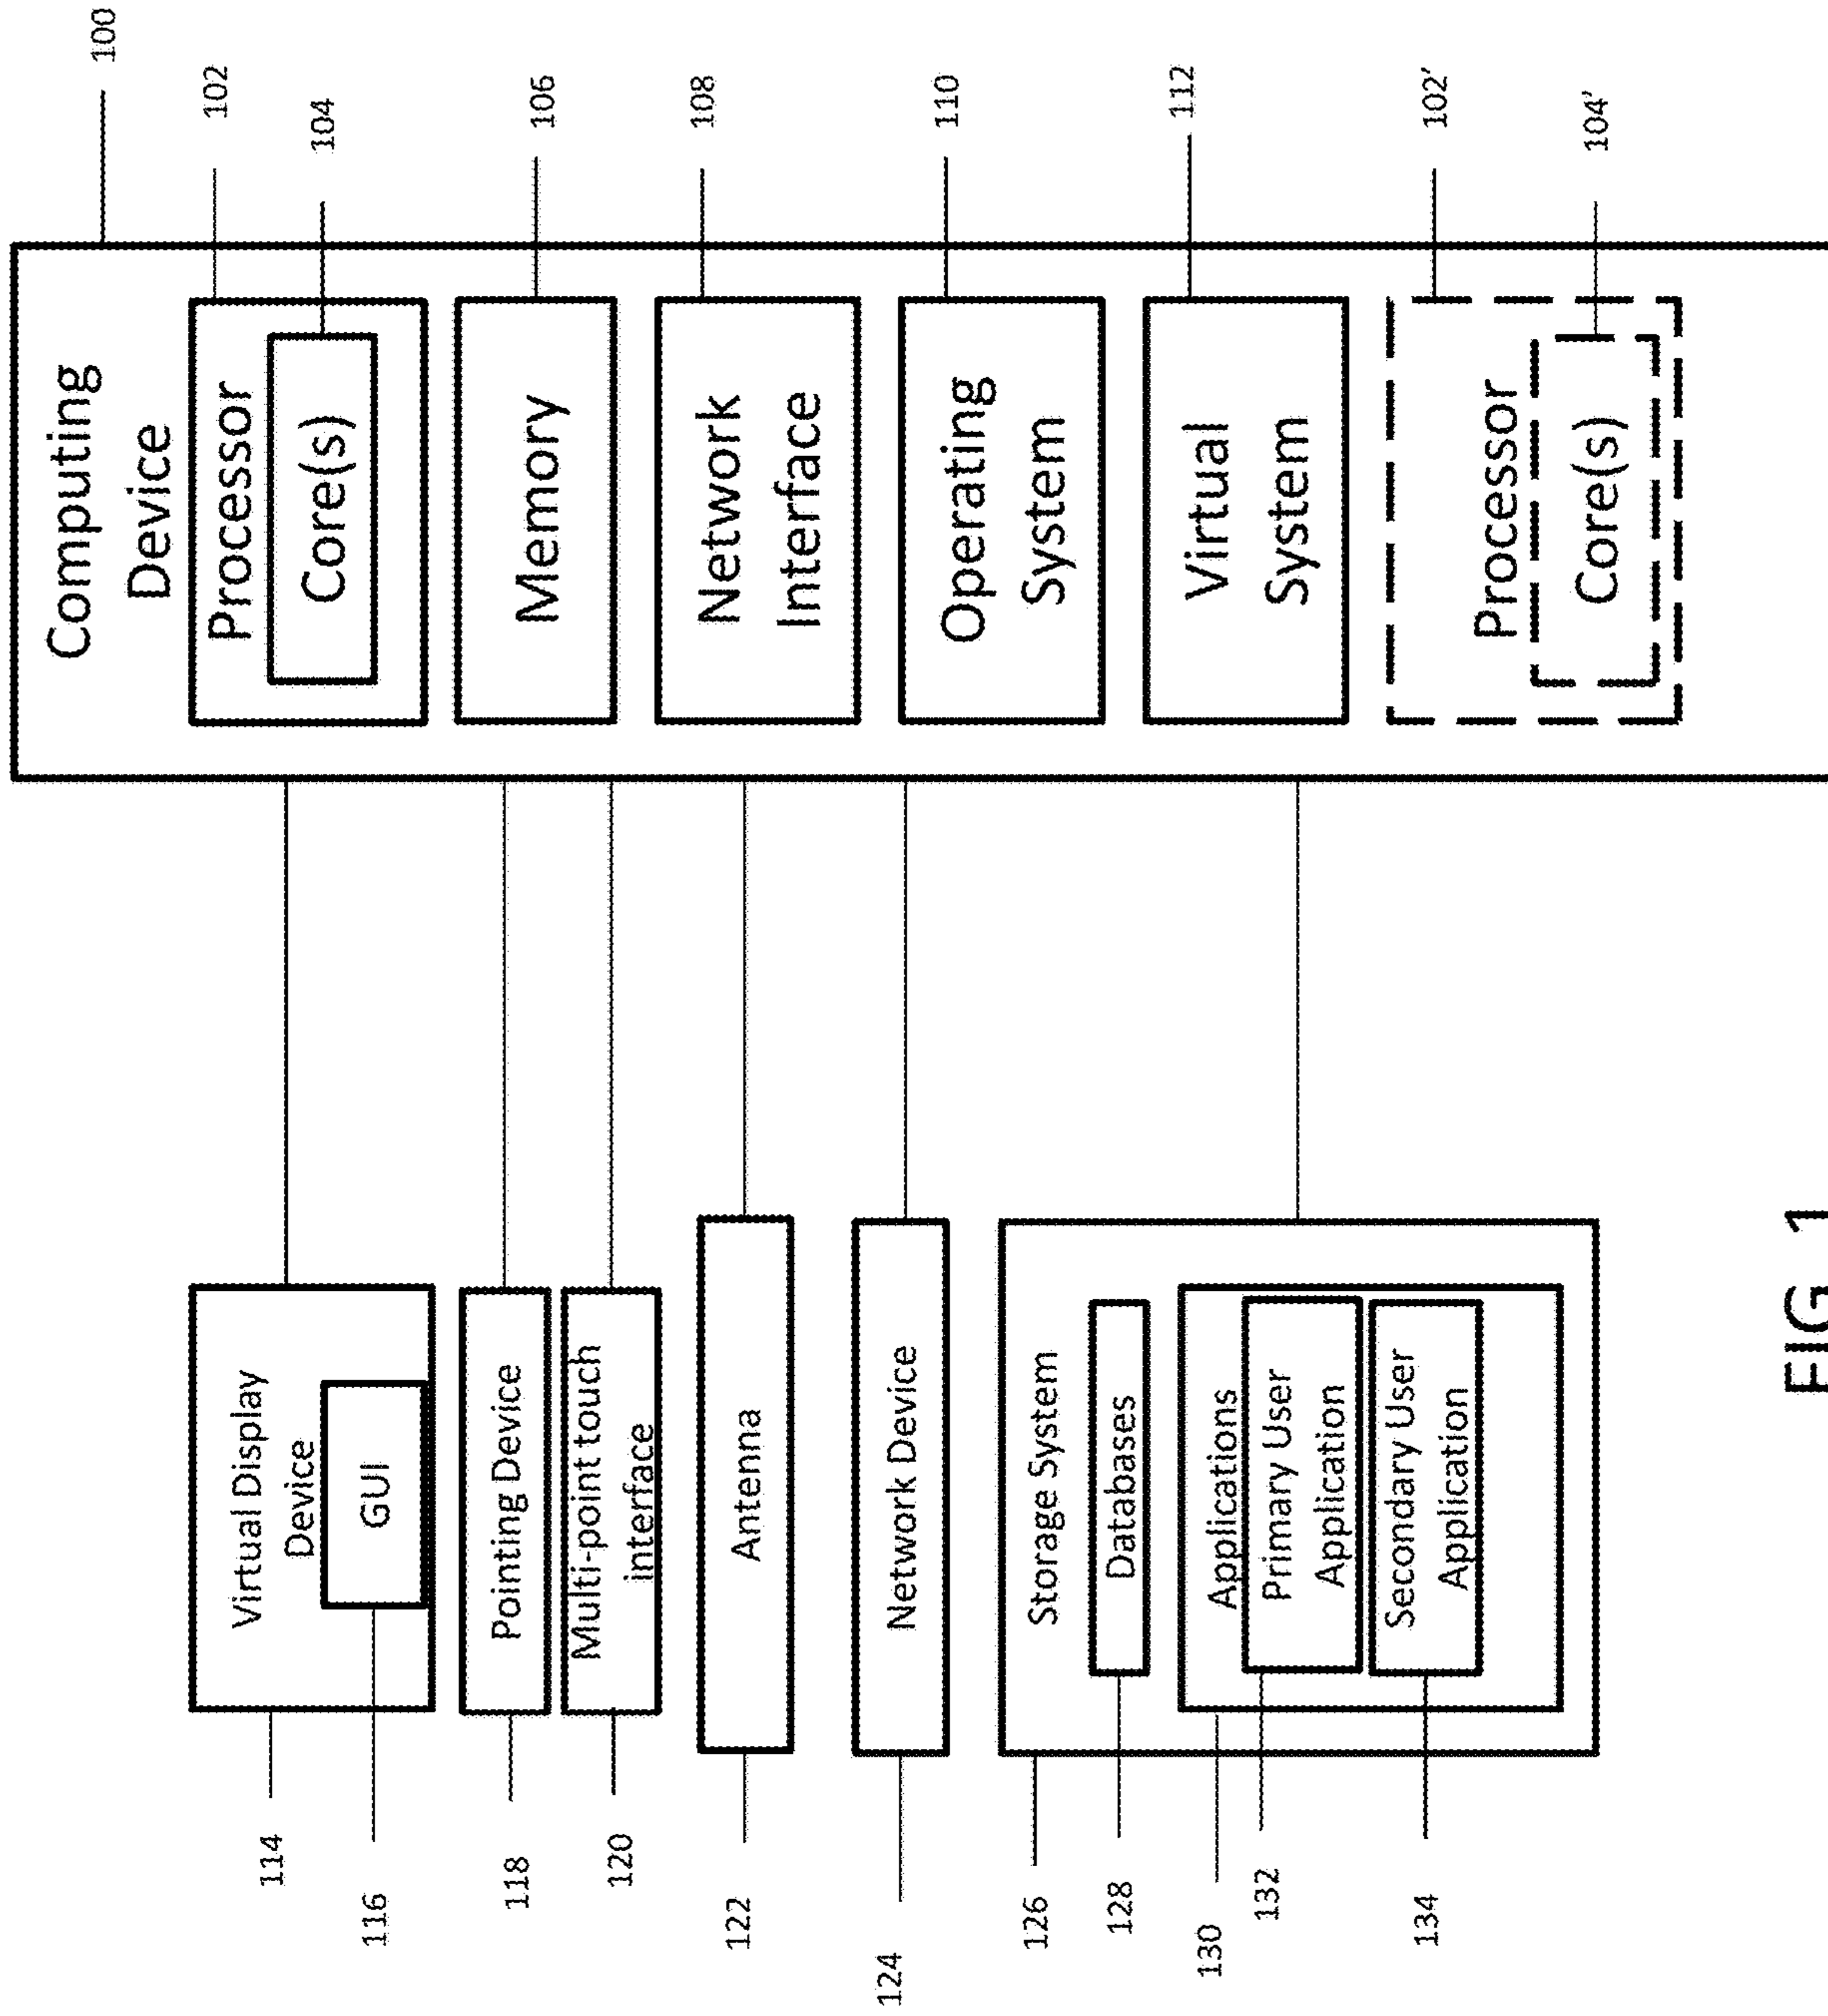 100
Computing
Device
102
Processor
104
Core(s)
106
Memory
108
Network
Interface
110
Operating
System
112
Virtual
System
102'
Processor
104'
Core(s)
114
Virtual Display
Device
116
GUI
118
Pointing Device
120
Multi-point touch
interface
122
Antenna
124
Network Device
126
Storage System
128
Databases
130
Applications
132
Primary User
Application
134
Secondary User
Application
FIG. 1